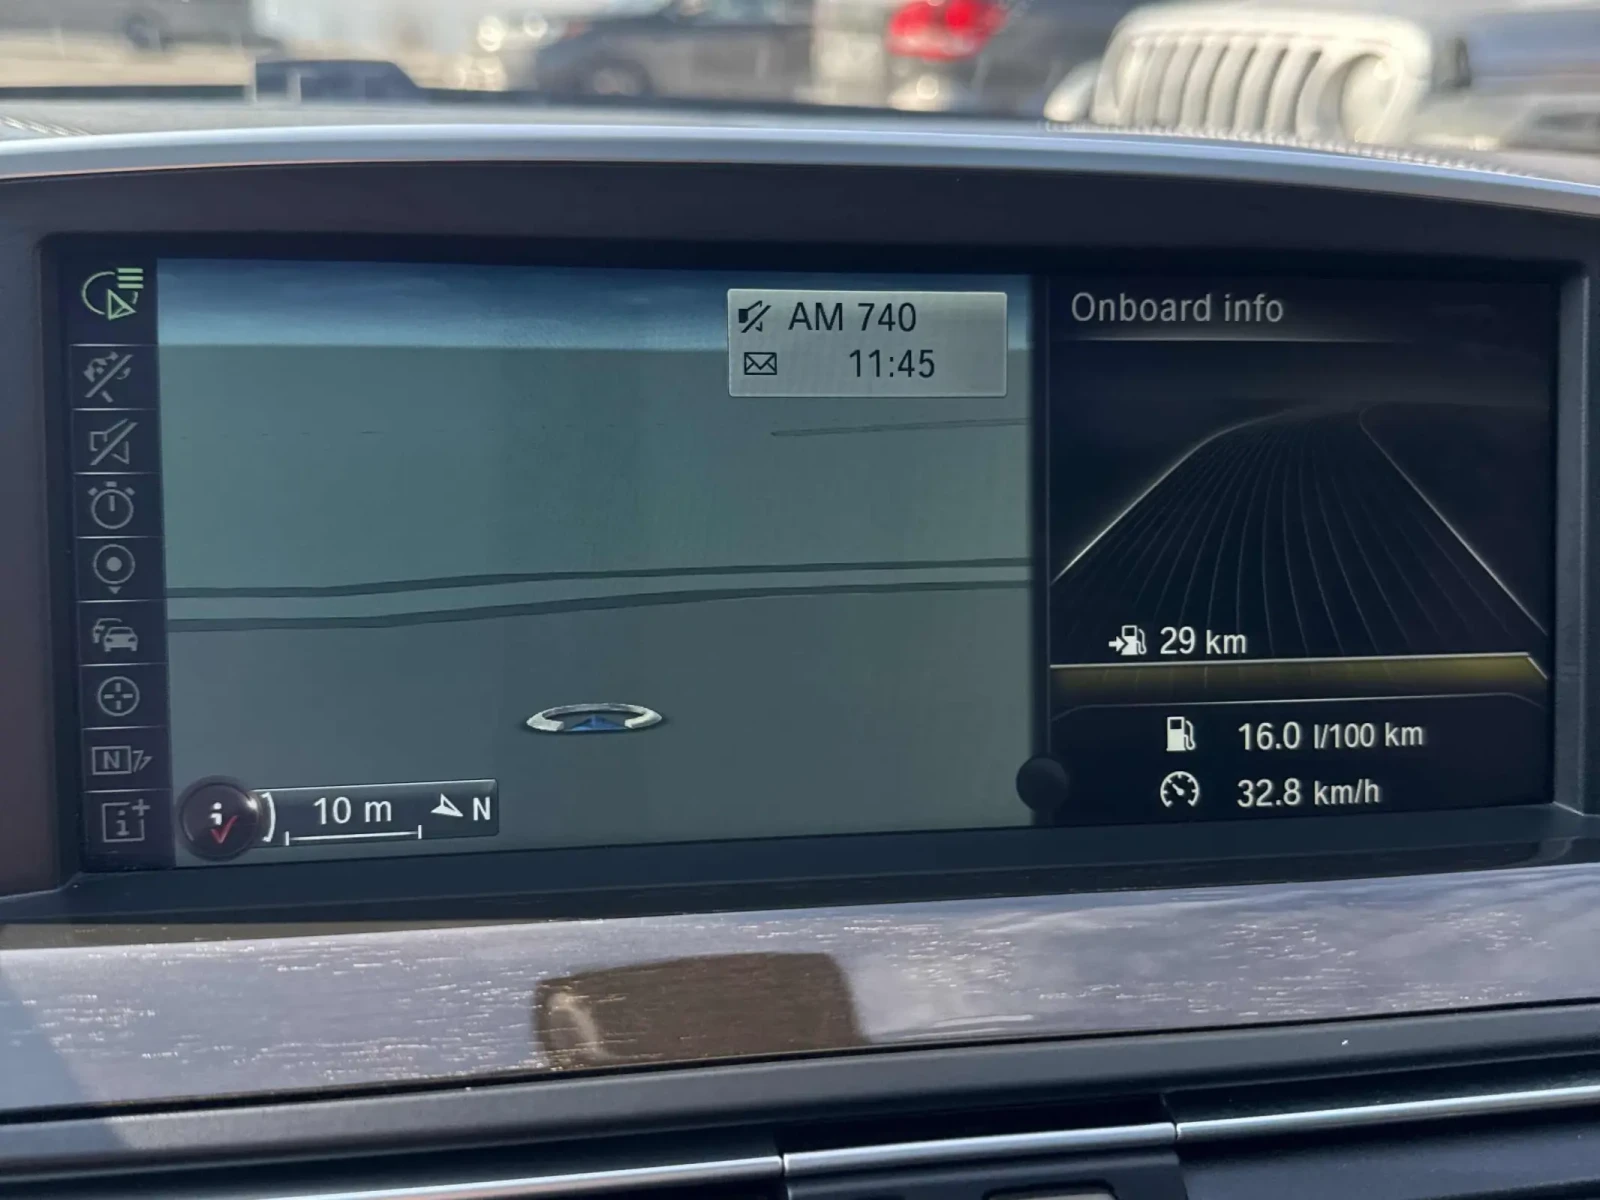 AM 740
11:45
Onboard info
29 km
16.0 l/100 km
32.8 km/h
N
i+
i
10 m
N